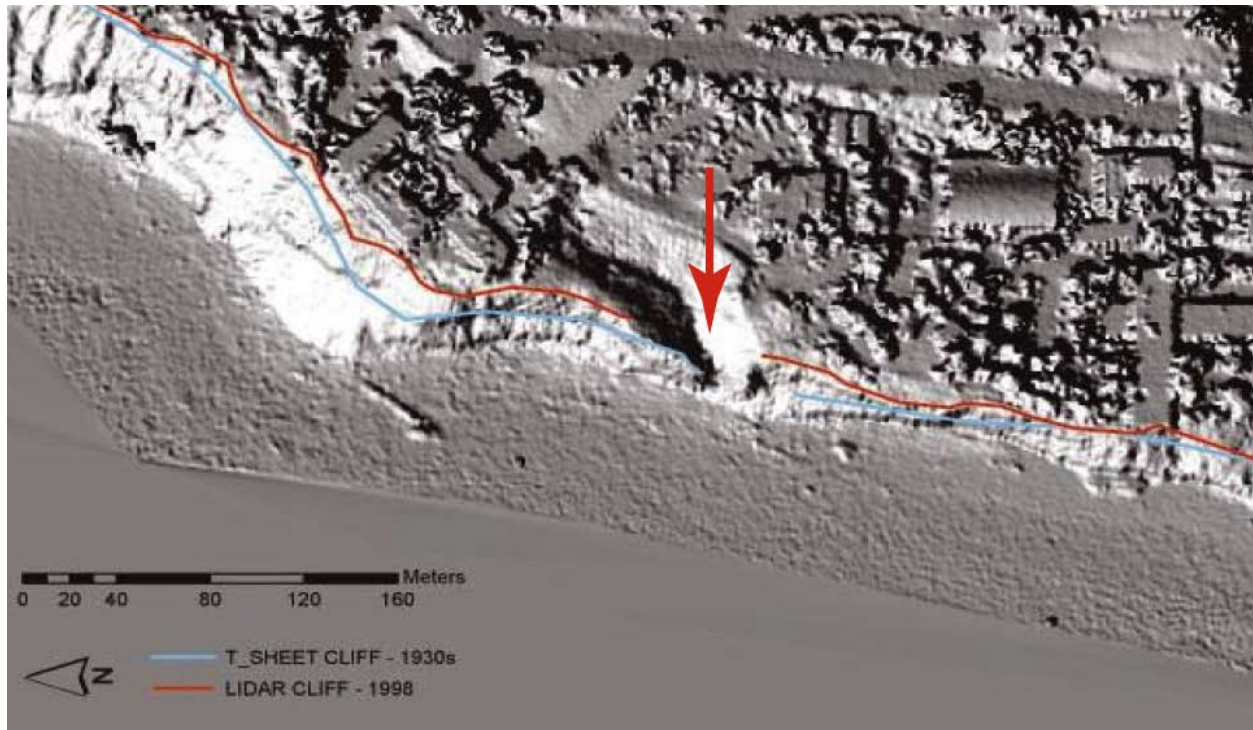 Meters
0 20 40 80 120 160
T_SHEET CLIFF - 1930s
LIDAR CLIFF - 1998
N